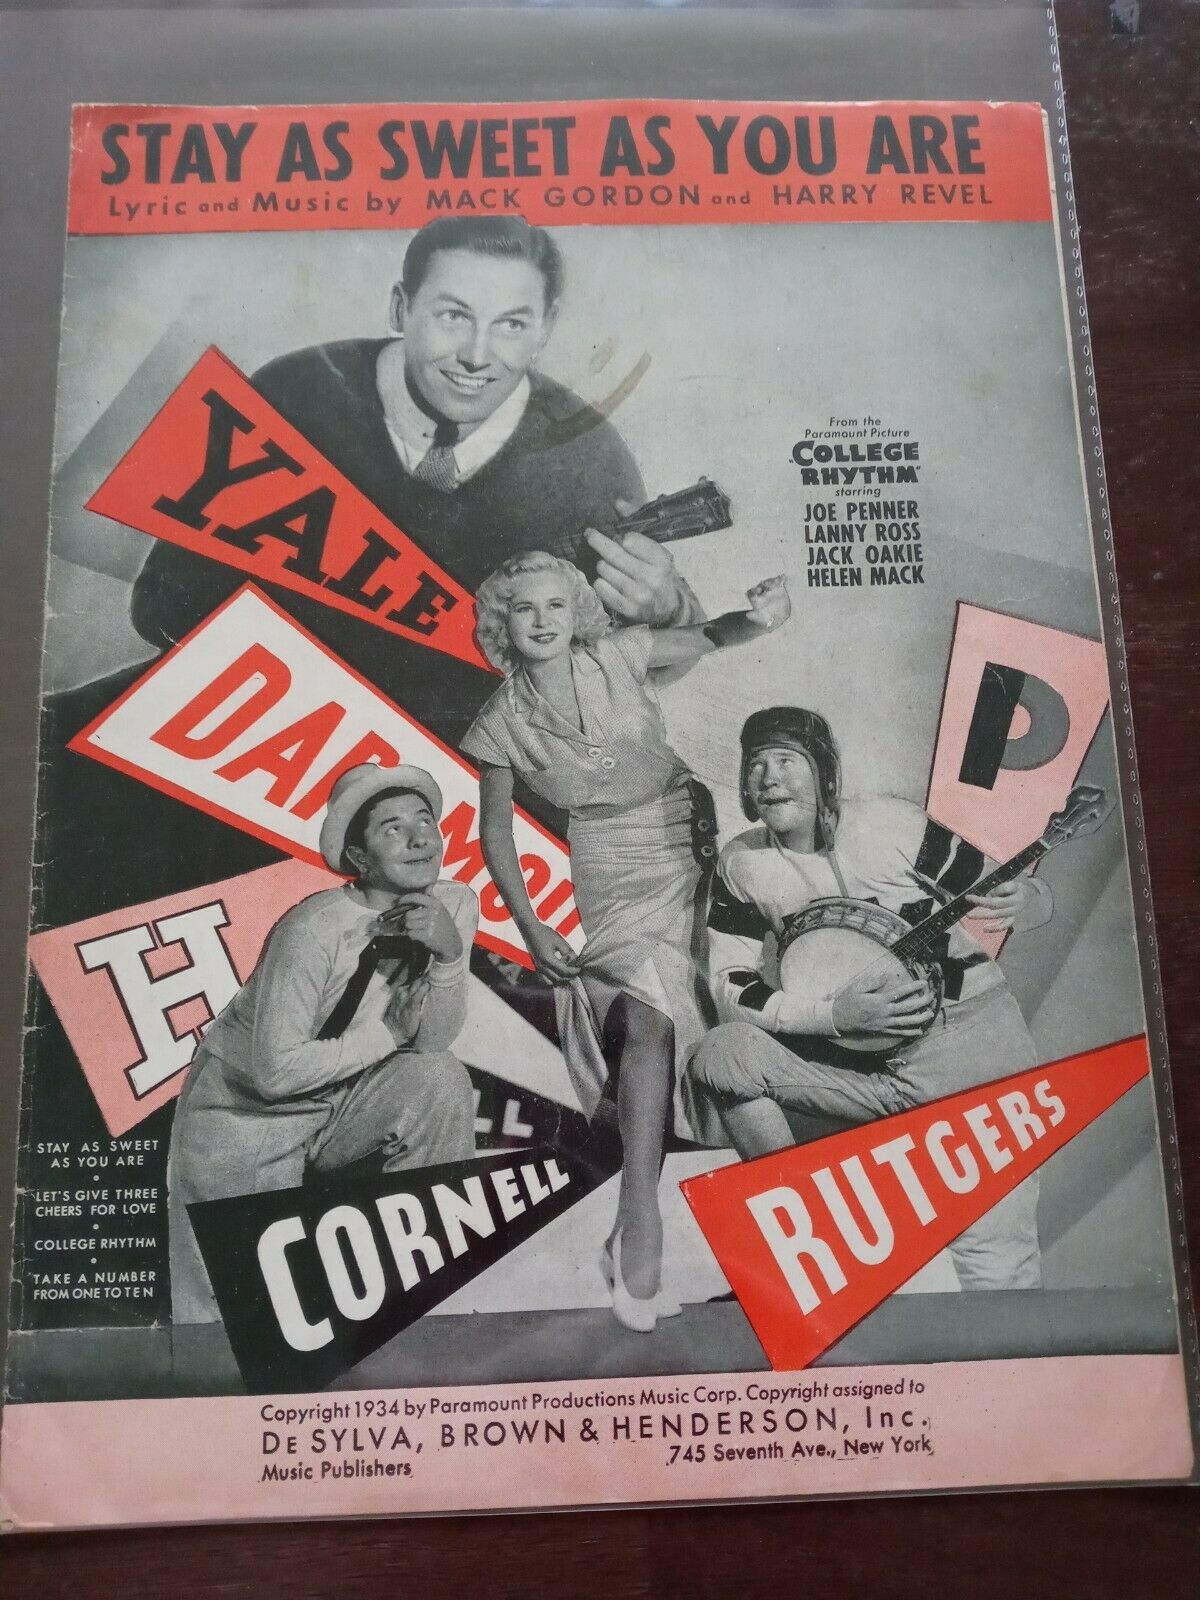 STAY AS SWEET AS YOU ARE
Lyric and Music by MACK GORDON and HARRY REVEL
From the
Paramount Picture
"COLLEGE
RHYTHM"
starring
JOE PENNER
LANNY ROSS
JACK OAKIE
HELEN MACK
YALE
DAR MOU
P
H
LL
CORNELL
RUTGERS
STAY AS SWEET
AS YOU ARE
•
LET'S GIVE THREE
CHEERS FOR LOVE
•
COLLEGE RHYTHM
•
TAKE A NUMBER
FROM ONE TO TEN
Copyright 1934 by Paramount Productions Music Corp. Copyright assigned to
DE SYLVA, BROWN & HENDERSON, Inc.
Music Publishers 745 Seventh Ave., New York